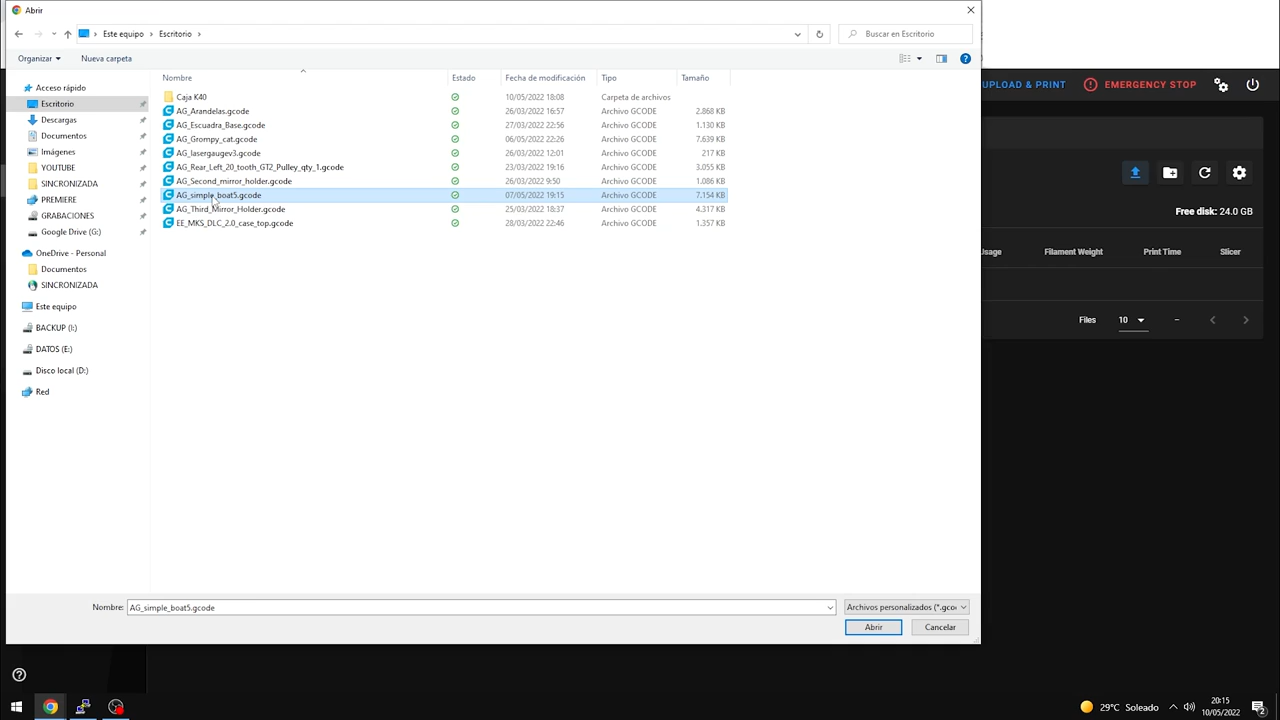 Abrir
Este equipo
Escritorio
Buscar en Escritorio
Organizar
Nueva carpeta
UPLOAD & PRINT
EMERGENCY STOP
Nombre
Estado
Fecha de modificación
Tipo
Tamaño
Acceso rápido
Escritorio
Descargas
Documentos
Imágenes
YOUTUBE
SINCRONIZADA
PREMIERE
GRABACIONES
Google Drive (G:)
OneDrive - Personal
Documentos
SINCRONIZADA
Este equipo
BACKUP (I:)
DATOS (E:)
Disco local (D:)
Red
Caja K40 10/05/2022 18:08 Carpeta de archivos
AG_Arandelas.gcode 26/03/2022 16:57 Archivo GCODE 2.868 KB
AG_Escuadra_Base.gcode 27/03/2022 22:56 Archivo GCODE 1.130 KB
AG_Grompy_cat.gcode 06/05/2022 22:26 Archivo GCODE 7.639 KB
AG_lasergaugev3.gcode 26/03/2022 12:01 Archivo GCODE 217 KB
AG_Rear_Left_20_tooth_GT2_Pulley_qty_1.gcode 23/03/2022 19:16 Archivo GCODE 3.055 KB
AG_Second_mirror_holder.gcode 26/03/2022 9:50 Archivo GCODE 1.086 KB
AG_simple_boat5.gcode 07/05/2022 19:15 Archivo GCODE 7.154 KB
AG_Third_Mirror_Holder.gcode 25/03/2022 18:37 Archivo GCODE 4.317 KB
EE_MKS_DLC_2.0_case_top.gcode 28/03/2022 22:46 Archivo GCODE 1.357 KB
Free disk: 24.0 GB
sage
Filament Weight
Print Time
Slicer
Files
10
–
Nombre:
AG_simple_boat5.gcode
Archivos personalizados (*.gco
Abrir
Cancelar
29°C Soleado
20:15
10/05/2022
2